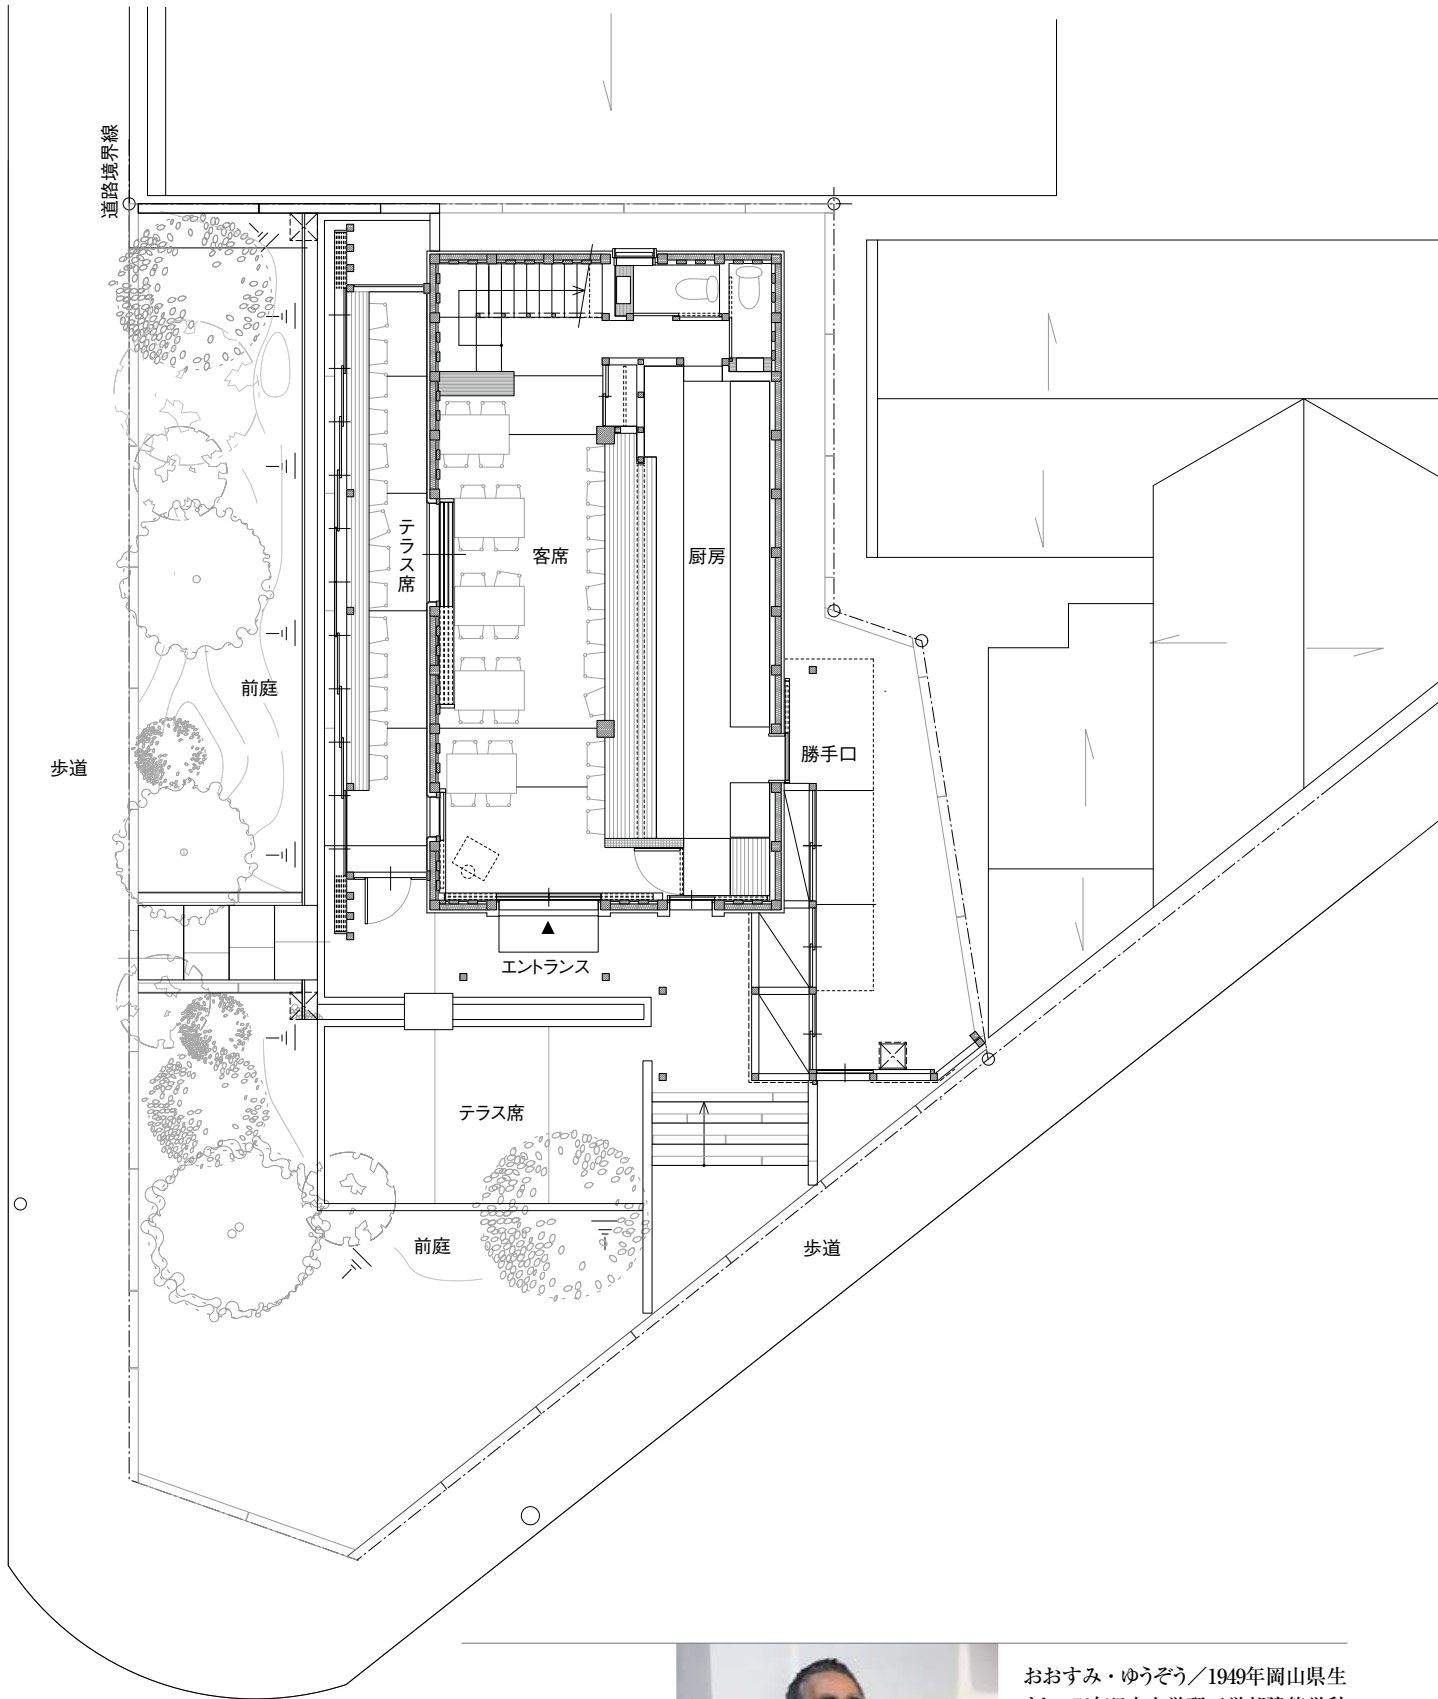 道路境界線
テラス席
客席
厨房
前庭
歩道
勝手口
エントランス
テラス席
前庭
歩道
おおすみ・ゆうぞう／1949年岡山県生